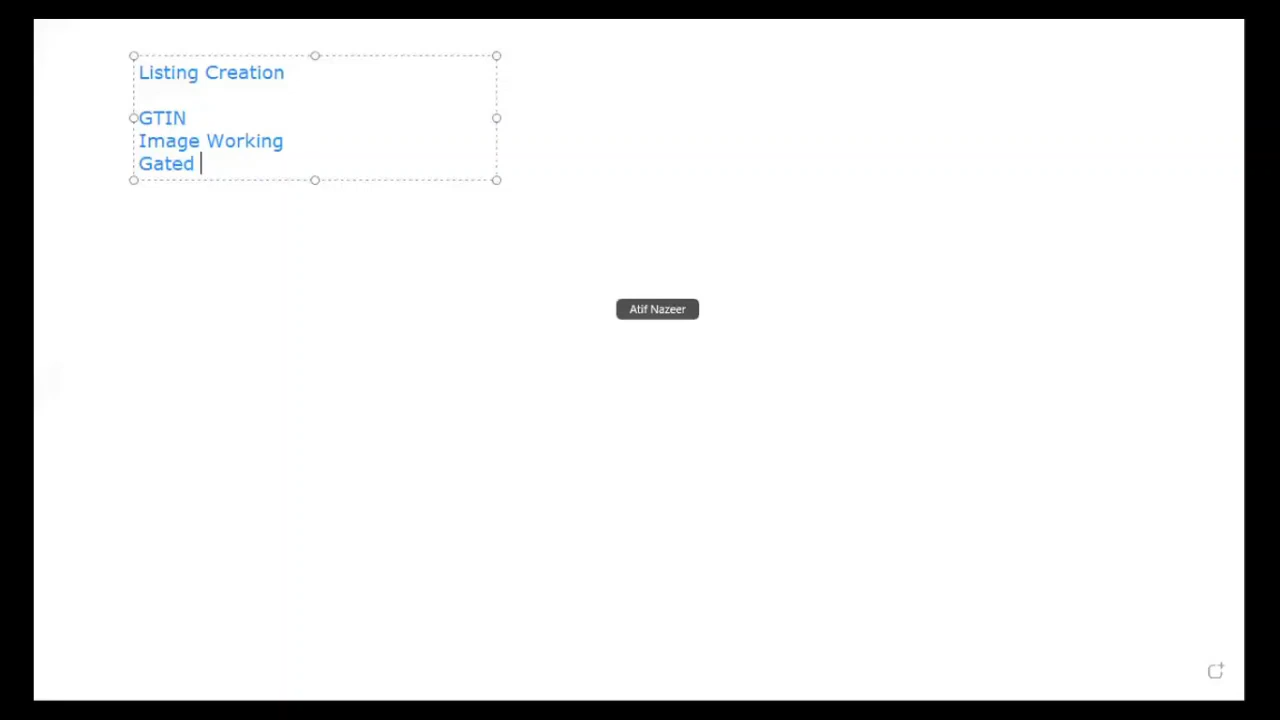 Listing Creation
GTIN
Image Working
Gated
Atif Nazeer